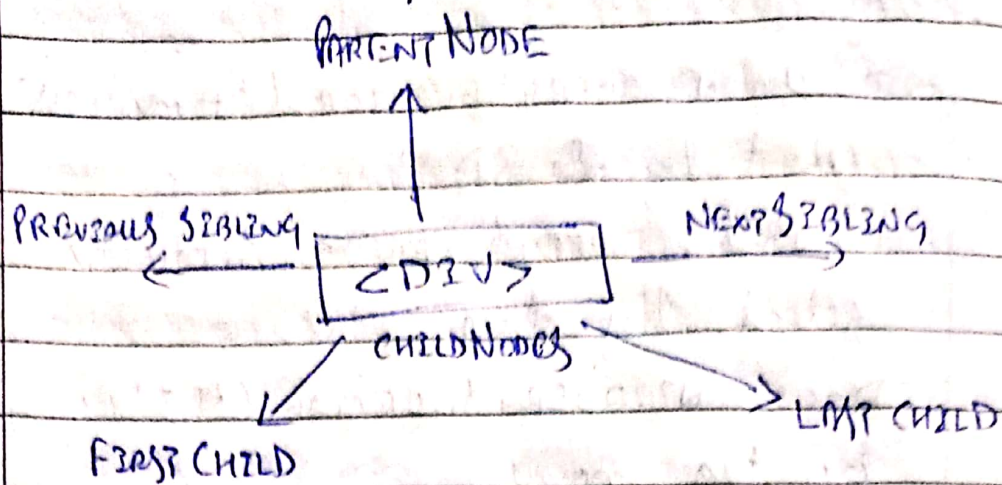 PARENT NODE
PREVIOUS SIBLING
NEXT SIBLING
<DIV>
CHILDNODES
FIRST CHILD
LAST CHILD